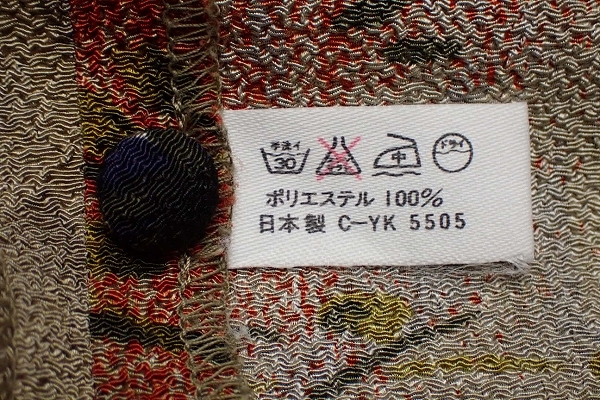 手洗イ 30 中 ドライ
ポリエステル 100%
日本製 C-YK 5505